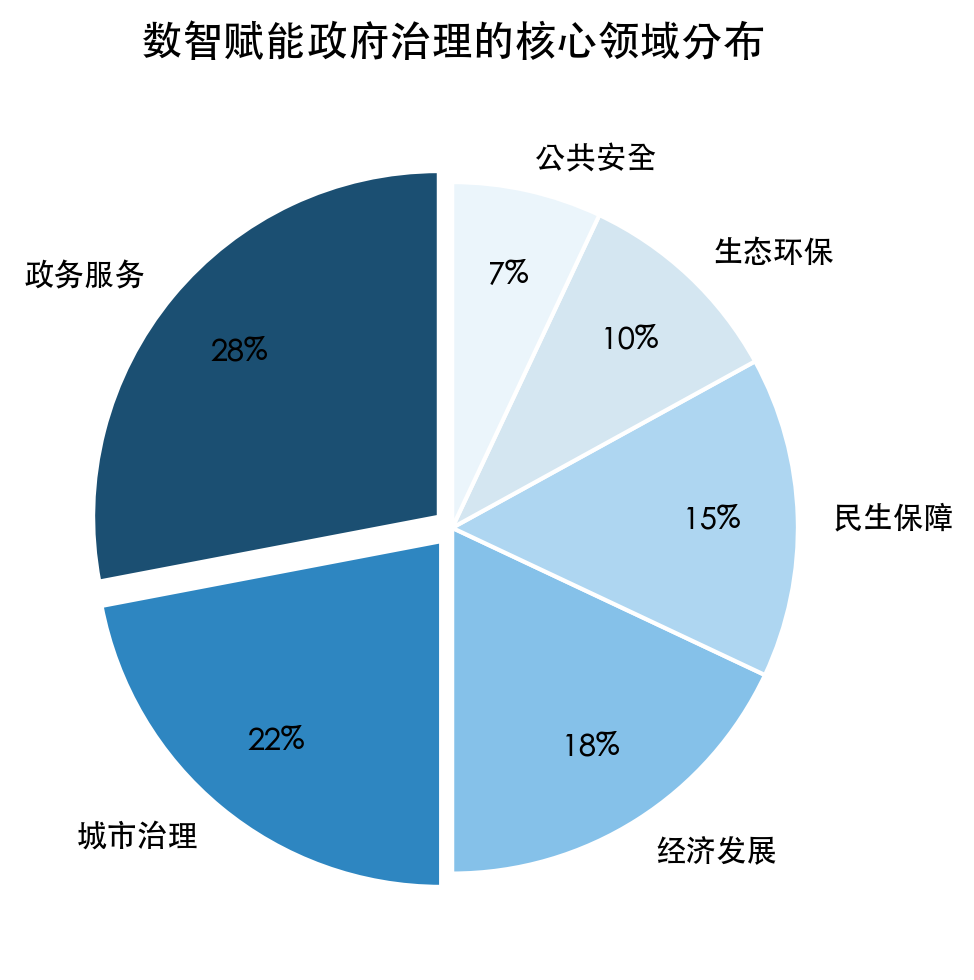 数智赋能政府治理的核心领域分布
公共安全
7%
生态环保
10%
政务服务
28%
民生保障
15%
城市治理
22%
经济发展
18%